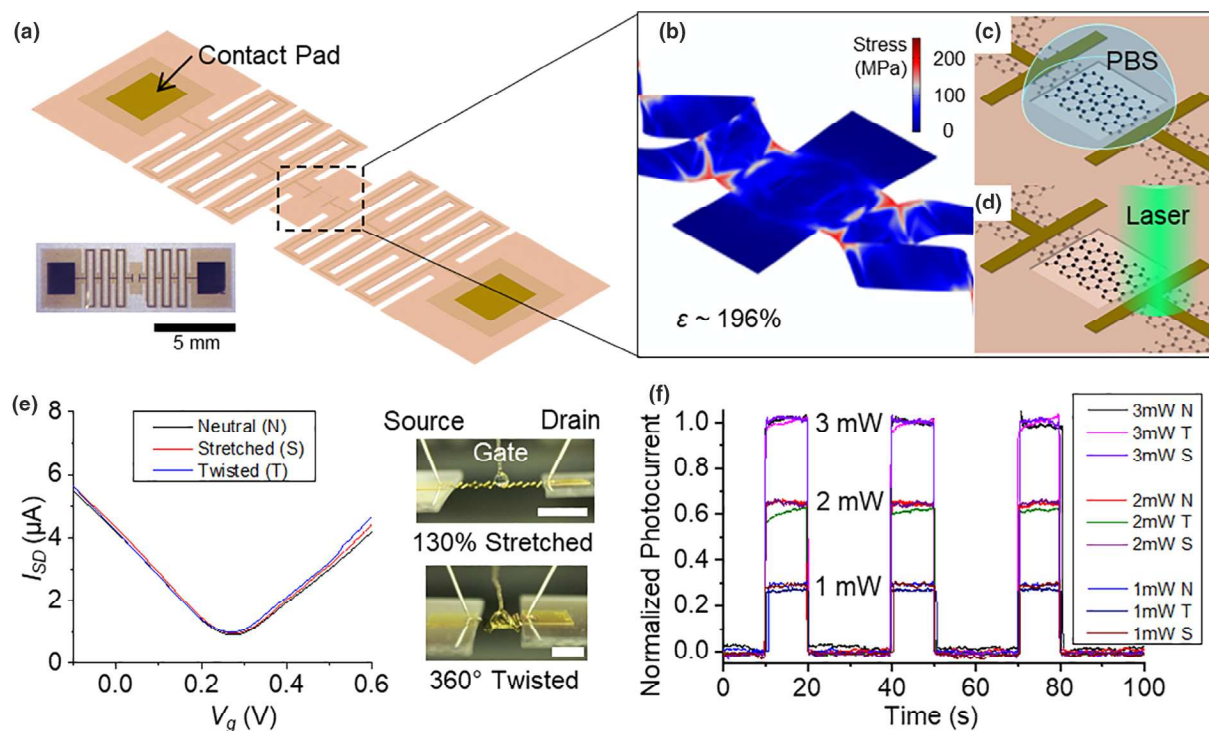 (a)
Contact Pad
5 mm
(b)
Stress
(MPa)
200
100
0
ε ~ 196%
(c)
PBS
(d)
Laser
(e)
8
6
4
2
0
I_SD (µA)
0.0
0.2
0.4
0.6
V_g (V)
Neutral (N)
Stretched (S)
Twisted (T)
Source
Drain
Gate
130% Stretched
360° Twisted
(f)
Normalized Photocurrent
1.0
0.8
0.6
0.4
0.2
0.0
3 mW
2 mW
1 mW
0
20
40
60
80
100
Time (s)
3mW N
3mW T
3mW S
2mW N
2mW T
2mW S
1mW N
1mW T
1mW S